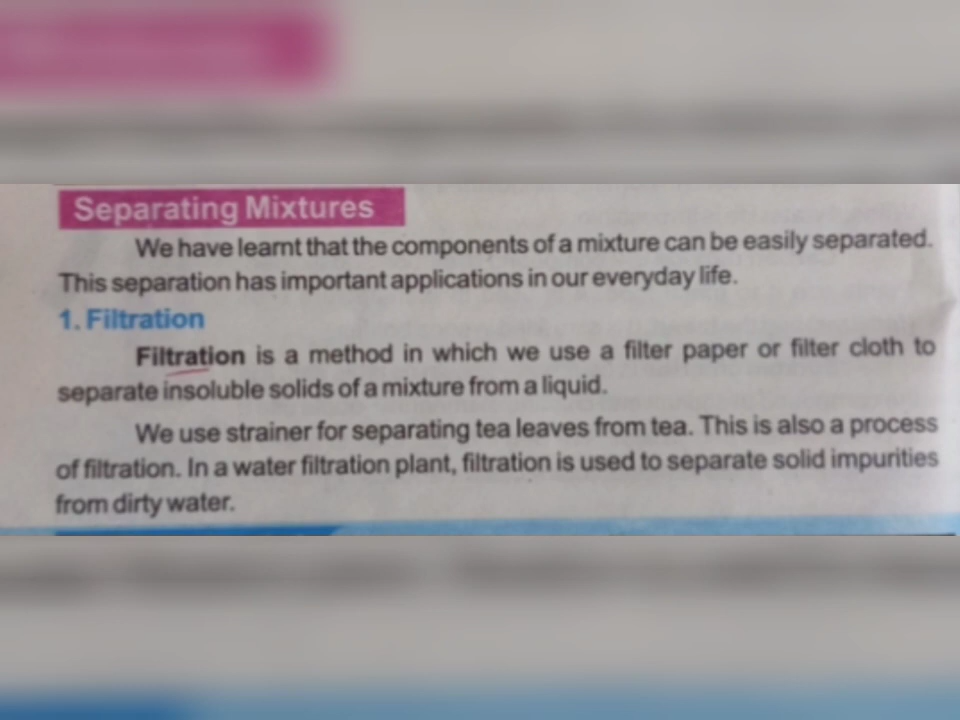 Separating Mixtures
We have learnt that the components of a mixture can be easily separated.
This separation has important applications in our everyday life.
1. Filtration
Filtration is a method in which we use a filter paper or filter cloth to
separate insoluble solids of a mixture from a liquid.
We use strainer for separating tea leaves from tea. This is also a process
of filtration. In a water filtration plant, filtration is used to separate solid impurities
from dirty water.